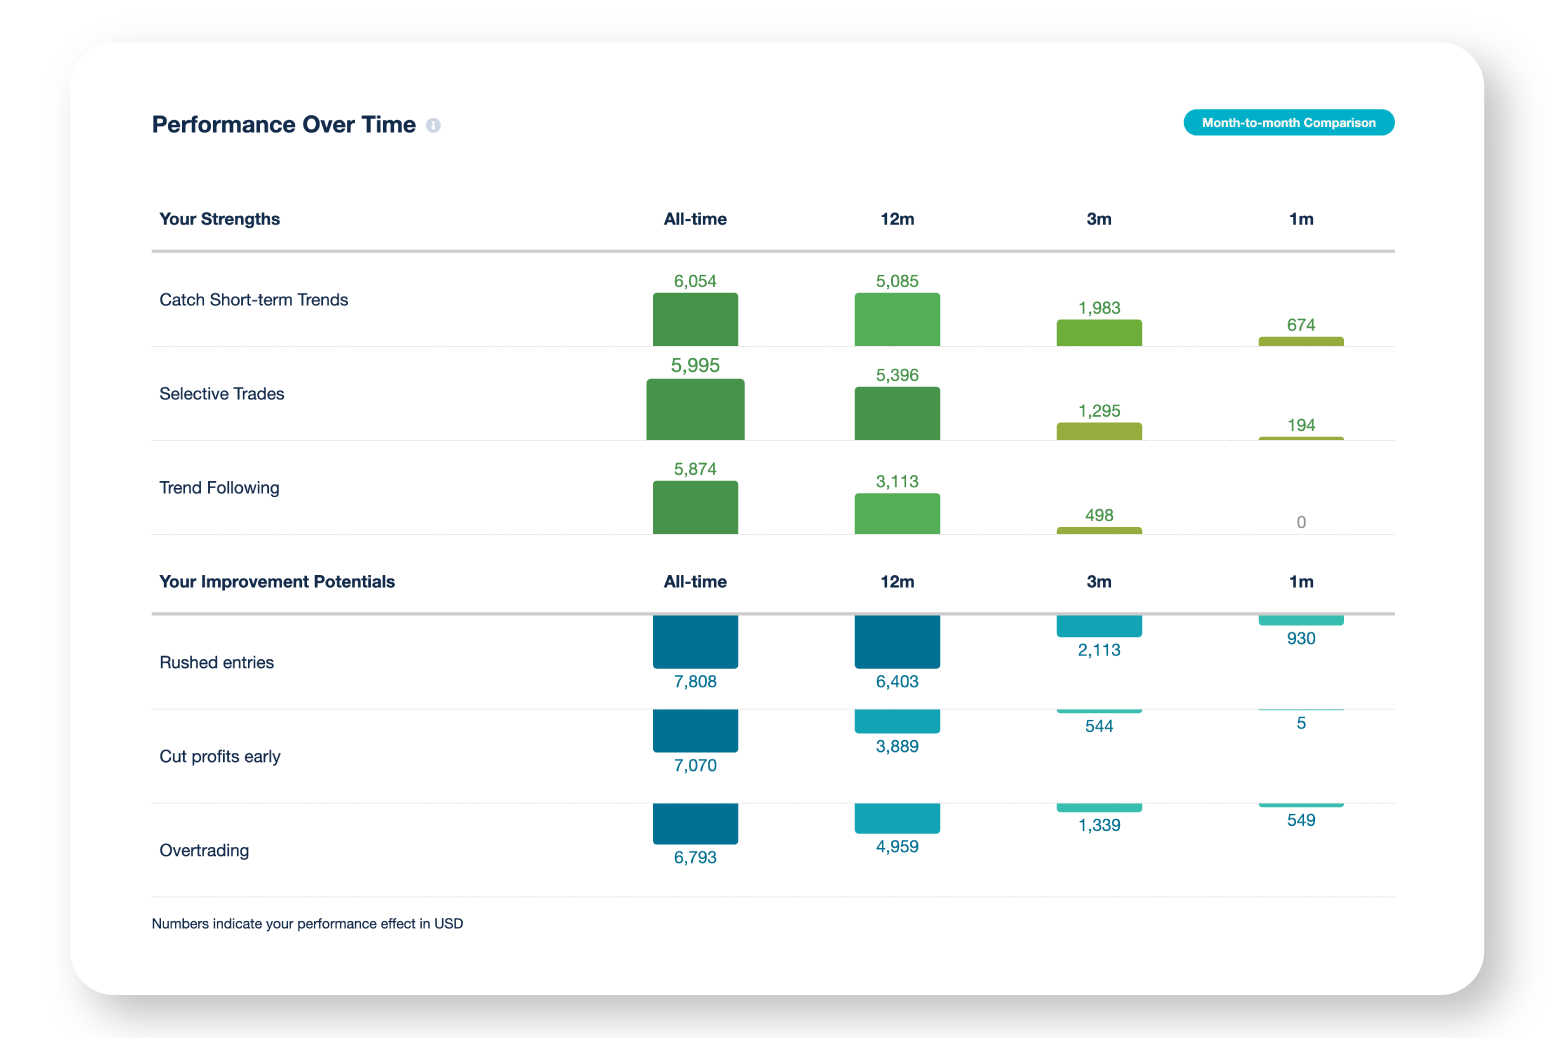 Performance Over Time
Month-to-month Comparison
Your Strengths All-time 12m 3m 1m
6,054 5,085 1,983 674
Catch Short-term Trends
5,995 5,396 1,295 194
Selective Trades
5,874 3,113 498 0
Trend Following
Your Improvement Potentials All-time 12m 3m 1m
Rushed entries
7,808 6,403 2,113 930
Cut profits early
7,070 3,889 544 5
Overtrading
6,793 4,959 1,339 549
Numbers indicate your performance effect in USD